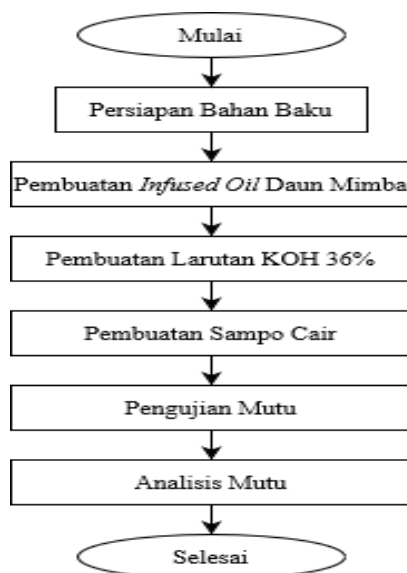 Mulai
Persiapan Bahan Baku
Pembuatan Infused Oil Daun Mimba
Pembuatan Larutan KOH 36%
Pembuatan Sampo Cair
Pengujian Mutu
Analisis Mutu
Selesai